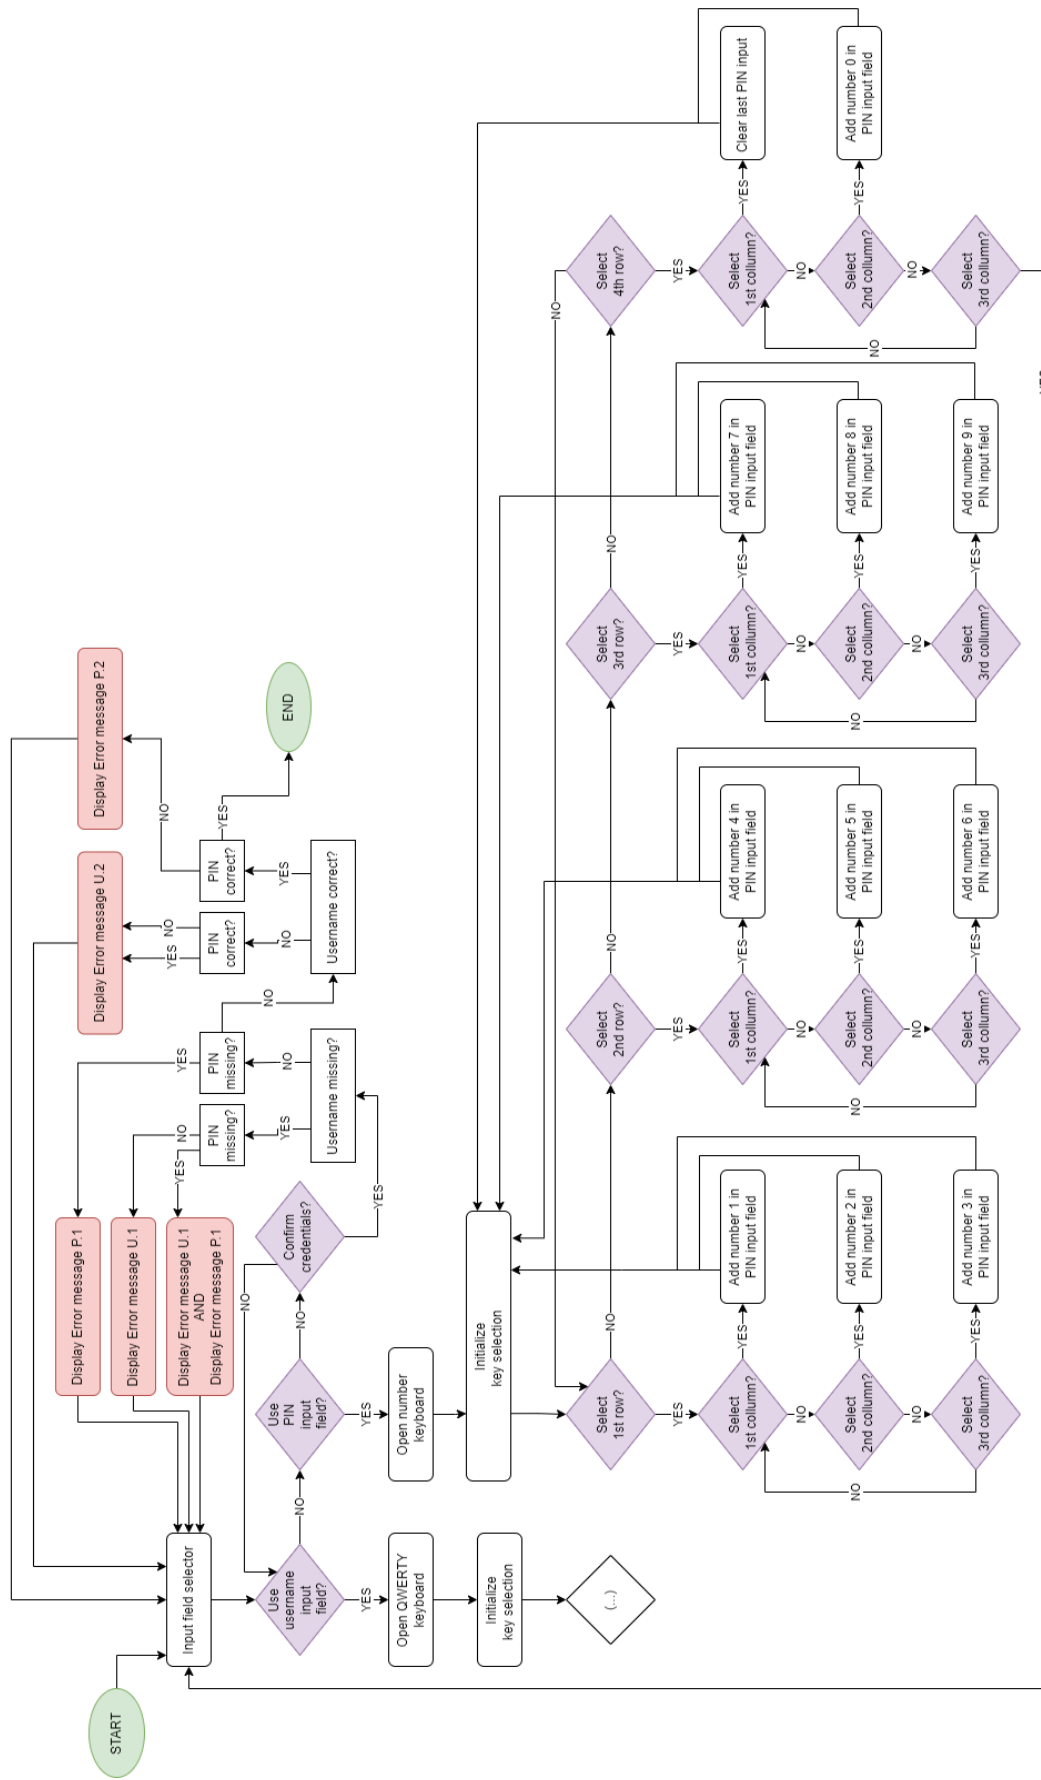 START
Input field selector
Use
username
input
field?
NO
YES
Open QWERTY
keyboard
Initialize
key selection
(...)
Use
PIN
input
field?
NO
YES
Open number
keyboard
Initialize
key selection
Confirm
credentials?
NO
YES
Username missing?
YES
NO
PIN
missing?
YES
NO
PIN
missing?
YES
NO
Display Error message P.1
Display Error message U.1
Display Error message U.1
AND
Display Error message P.1
Username correct?
NO
YES
PIN
correct?
YES
NO
PIN
correct?
NO
YES
Display Error message U.2
Display Error message P.2
END
Select
1st row?
NO
YES
Select
1st collumn?
YES
Add number 1 in
PIN input field
NO
Select
2nd collumn?
YES
Add number 2 in
PIN input field
NO
Select
3rd collumn?
YES
Add number 3 in
PIN input field
NO
Select
2nd row?
NO
YES
Select
1st collumn?
YES
Add number 4 in
PIN input field
NO
Select
2nd collumn?
YES
Add number 5 in
PIN input field
NO
Select
3rd collumn?
YES
Add number 6 in
PIN input field
NO
Select
3rd row?
NO
YES
Select
1st collumn?
YES
Add number 7 in
PIN input field
NO
Select
2nd collumn?
YES
Add number 8 in
PIN input field
NO
Select
3rd collumn?
YES
Add number 9 in
PIN input field
NO
Select
4th row?
NO
YES
Select
1st collumn?
YES
Clear last PIN input
NO
Select
2nd collumn?
YES
Add number 0 in
PIN input field
NO
Select
3rd collumn?
NO
YES